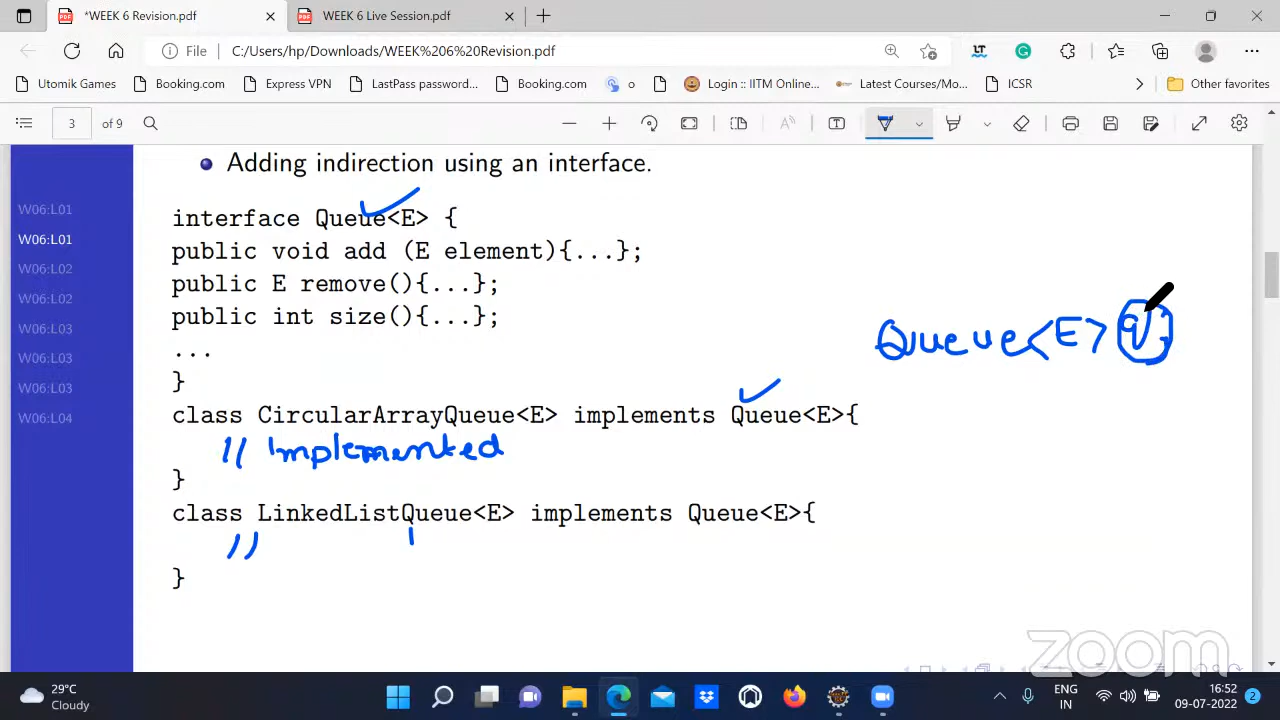 *WEEK 6 Revision.pdf
WEEK 6 Live Session.pdf
File
C:/Users/hp/Downloads/WEEK%206%20Revision.pdf
Utomik Games
Booking.com
Express VPN
LastPass password...
Booking.com
o
Login :: IITM Online...
Latest Courses/Mo...
ICSR
Other favorites
3 of 9
W06:L01
W06:L01
W06:L02
W06:L02
W06:L03
W06:L03
W06:L03
W06:L04
Adding indirection using an interface.
interface Queue<E> {
public void add (E element){...};
public E remove(){...};
public int size(){...};
...
}
Queue<E> q;
class CircularArrayQueue<E> implements Queue<E>{
// Implemented
}
class LinkedListQueue<E> implements Queue<E>{
//
}
zoom
29°C
Cloudy
ENG
IN
16:52
09-07-2022
2